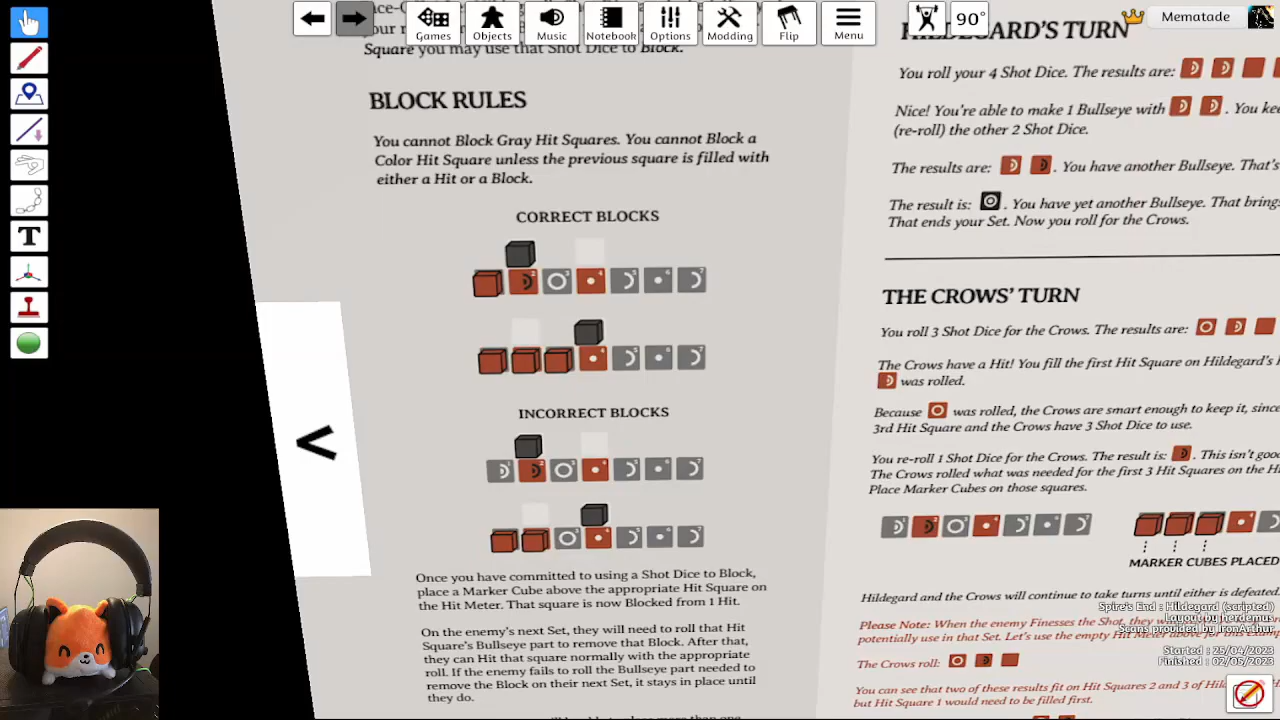 Games
Objects
Music
Notebook
Options
Modding
Flip
Menu
90°
Mematade
Square you may use that Shot Dice to Block.
BLOCK RULES
You cannot Block Gray Hit Squares. You cannot Block a
Color Hit Square unless the previous square is filled with
either a Hit or a Block.
CORRECT BLOCKS
INCORRECT BLOCKS
<
Once you have committed to using a Shot Dice to Block,
place a Marker Cube above the appropriate Hit Square on
the Hit Meter. That square is now Blocked from 1 Hit.
On the enemy's next Set, they will need to roll that Hit
Square's Bullseye part to remove that Block. After that,
they can Hit that square normally with the appropriate
roll. If the enemy fails to roll the Bullseye part needed to
remove the Block on their next Set, it stays in place until
they do.
HILDEGARD'S TURN
You roll your 4 Shot Dice. The results are:
Nice! You're able to make 1 Bullseye with . You
(re-roll) the other 2 Shot Dice.
The results are: . You have another Bullseye. That's
The result is: . You have yet another Bullseye. That
That ends your Set. Now you roll for the Crows.
THE CROWS' TURN
You roll 3 Shot Dice for the Crows. The results are:
The Crows have a Hit! You fill the first Hit Square on Hildegard's
was rolled.
Because was rolled, the Crows are smart enough to keep it,
3rd Hit Square and the Crows have 3 Shot Dice to use.
You re-roll 1 Shot Dice for the Crows. The result is: . This isn't
The Crows rolled what was needed for the first 3 Hit Squares on the
Place Marker Cubes on those squares.
MARKER CUBES PLACED
Hildegard and the Crows will continue to take turns until either is defeated.
Spire's End : Hildegard (scripted)
Layout by herdemus
Scans provided by IronArthur
Please Note: When the enemy Finesses the Shot, they
potentially use in that Set. Let's use the empty Hit Meter above for this
Started : 25/04/2023
Finished : 02/05/2023
The Crows roll:
You can see that two of these results fit on Hit Squares 2 and 3 of
but Hit Square 1 would need to be filled first.